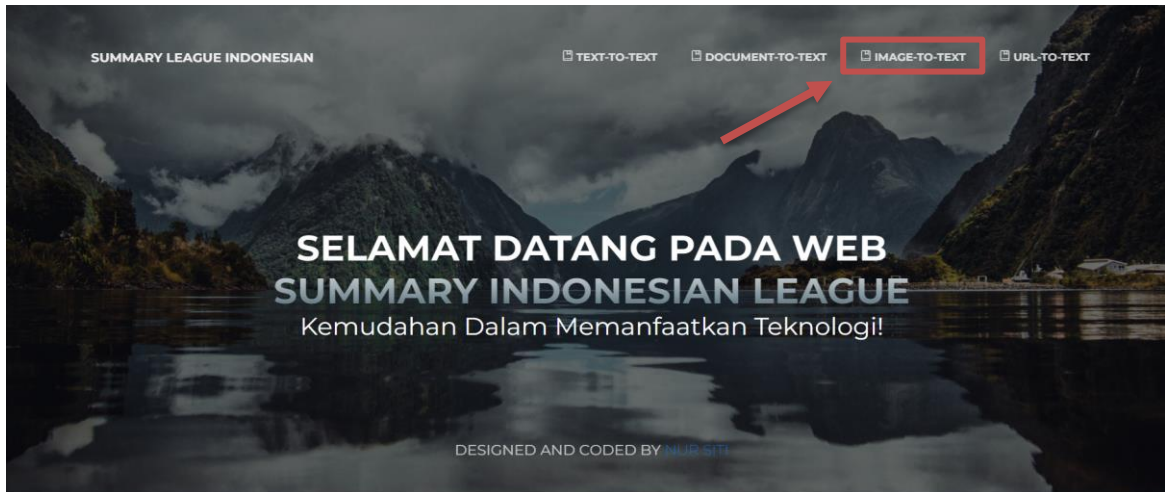 SUMMARY LEAGUE INDONESIAN
TEXT-TO-TEXT
DOCUMENT-TO-TEXT
IMAGE-TO-TEXT
URL-TO-TEXT
SELAMAT DATANG PADA WEB
SUMMARY INDONESIAN LEAGUE
Kemudahan Dalam Memanfaatkan Teknologi!
DESIGNED AND CODED BY NUR SITI